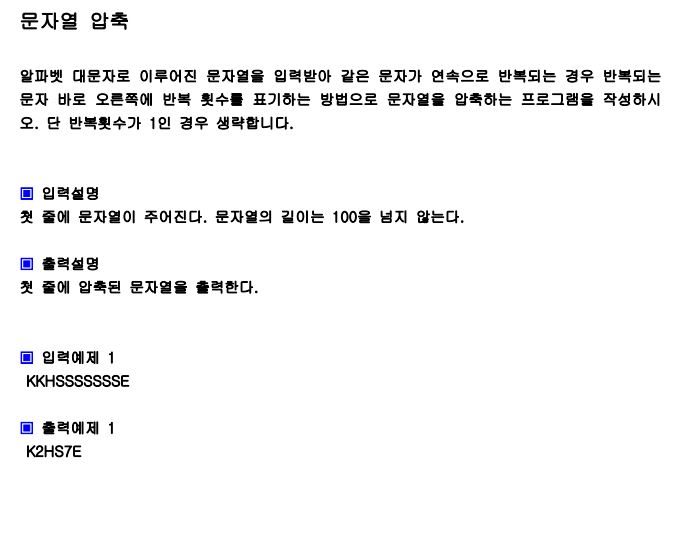 문자열 압축
알파벳 대문자로 이루어진 문자열을 입력받아 같은 문자가 연속으로 반복되는 경우 반복되는
문자 바로 오른쪽에 반복 횟수를 표기하는 방법으로 문자열을 압축하는 프로그램을 작성하시
오. 단 반복횟수가 1인 경우 생략합니다.
▣ 입력설명
첫 줄에 문자열이 주어진다. 문자열의 길이는 100을 넘지 않는다.
▣ 출력설명
첫 줄에 압축된 문자열을 출력한다.
▣ 입력예제 1
KKHSSSSSSSE
▣ 출력예제 1
K2HS7E